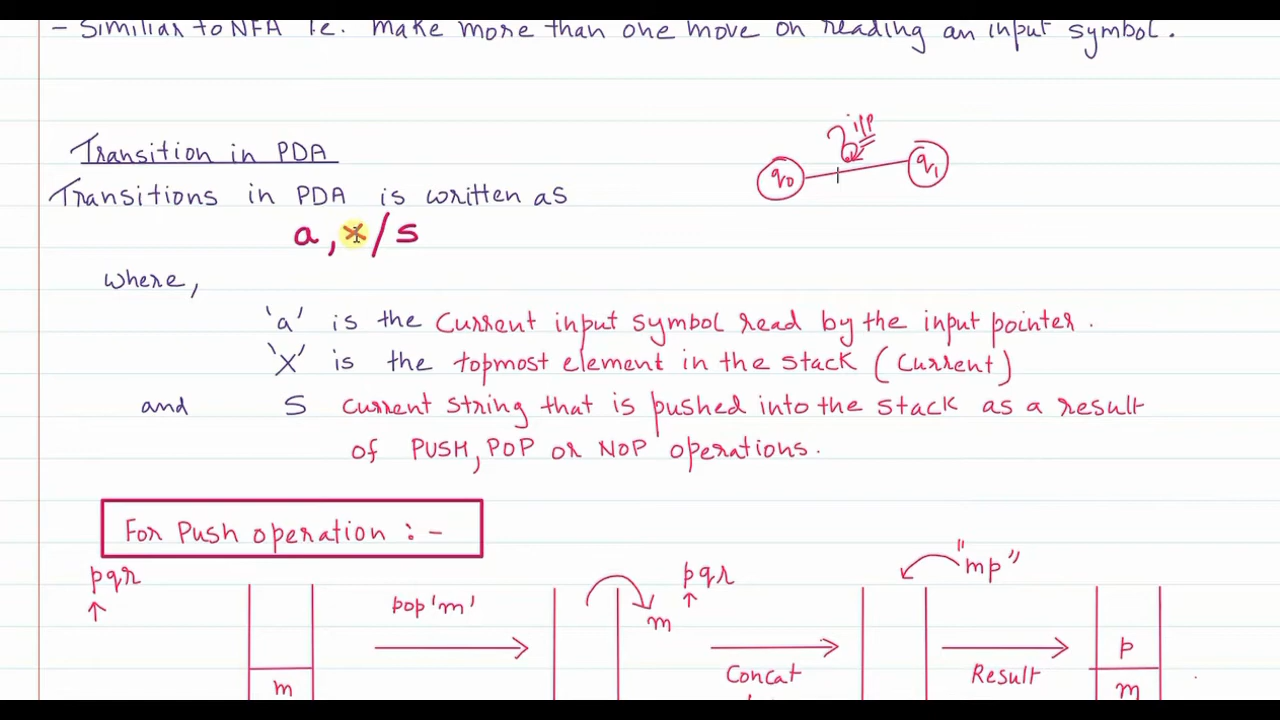 - Similiar to NFA i.e. make more than one move on reading an input symbol.
Transition in PDA
Transitions in PDA is written as
a, x/s
where,
'a' is the current input symbol read by the input pointer.
'X' is the topmost element in the stack (current)
and S current string that is pushed into the stack as a result
of PUSH, POP or NOP operations.
q0 i/p q1
For Push operation :-
pqr pop 'm' m pqr "mp"
m Concat Result p
m